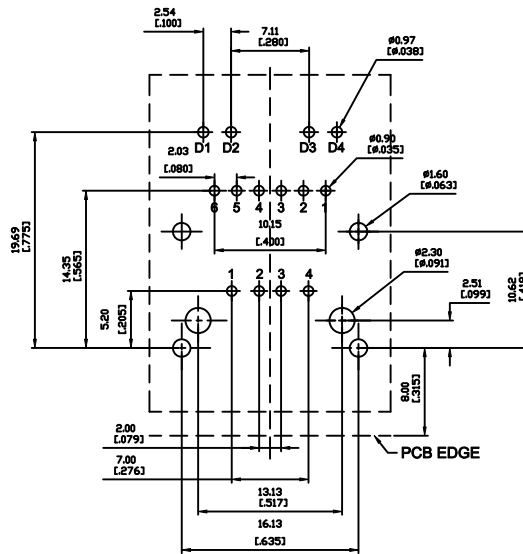 2.54
[.100]
7.11
[.280]
ø0.97
[ø.038]
D1 D2 D3 D4
2.03
[.080]
ø0.90
[ø.035]
6 5 4 3 2 1
10.15
[.400]
ø1.60
[ø.063]
ø2.30
[ø.091]
19.69
[.775]
14.35
[.565]
5.20
[.205]
1 2 3 4
2.51
[.099]
10.62
8.00
[.315]
2.00
[.079]
7.00
[.276]
PCB EDGE
13.13
[.517]
16.13
[.635]